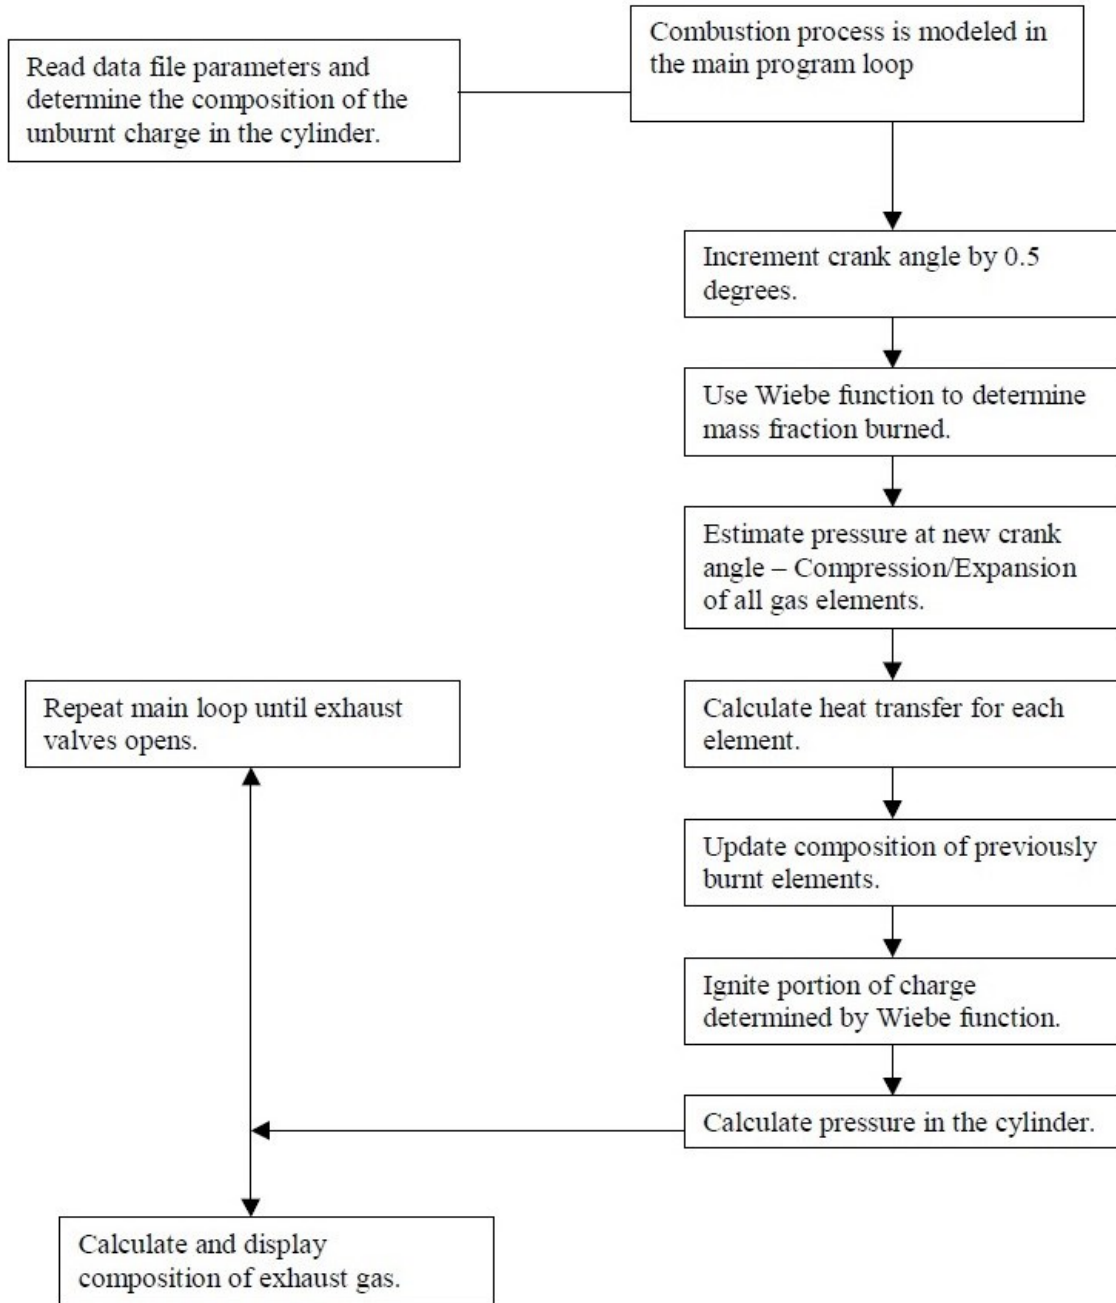 Read data file parameters and
determine the composition of the
unburnt charge in the cylinder.
Combustion process is modeled in
the main program loop
Increment crank angle by 0.5
degrees.
Use Wiebe function to determine
mass fraction burned.
Estimate pressure at new crank
angle – Compression/Expansion
of all gas elements.
Calculate heat transfer for each
element.
Update composition of previously
burnt elements.
Ignite portion of charge
determined by Wiebe function.
Calculate pressure in the cylinder.
Repeat main loop until exhaust
valves opens.
Calculate and display
composition of exhaust gas.